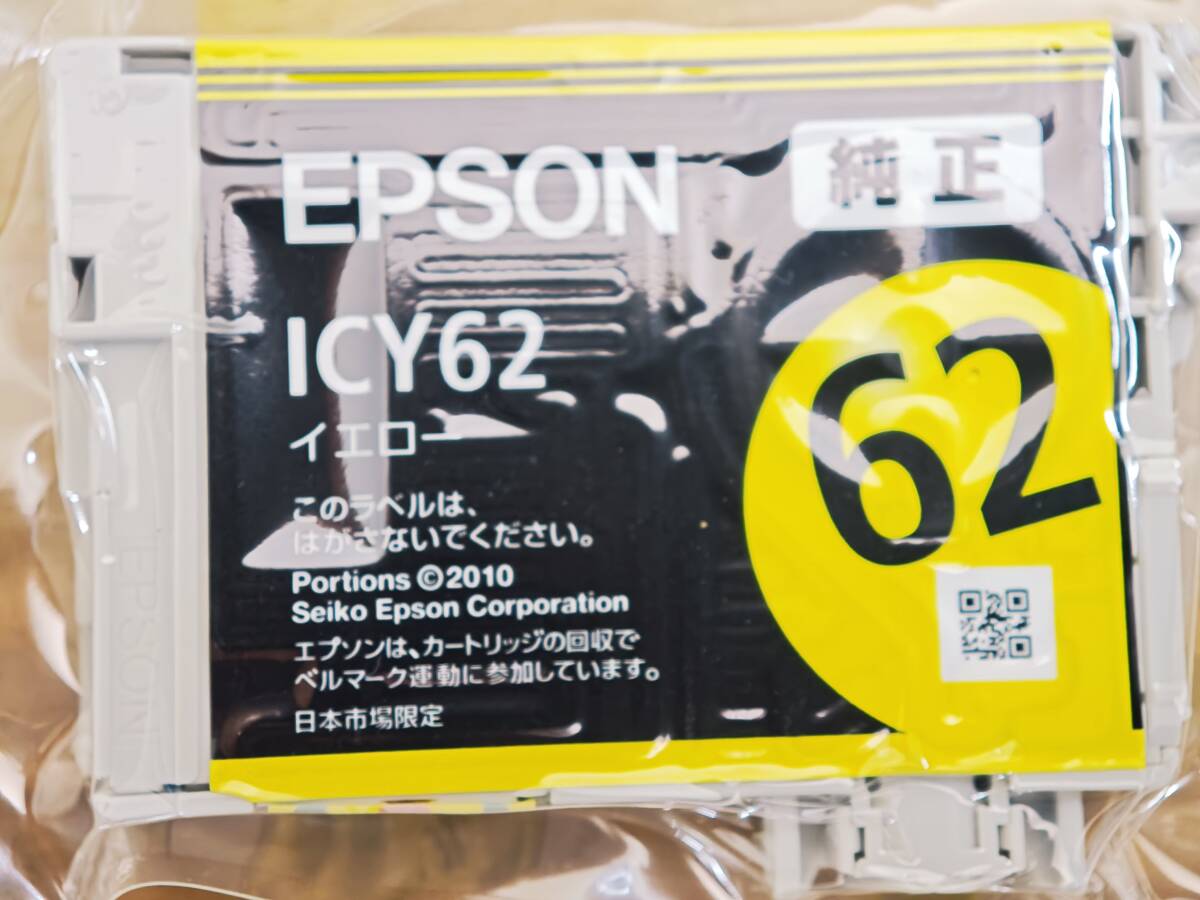 EPSON
純正
ICY62
イエロー
62
このラベルは、
はがさないでください。
Portions ©2010
Seiko Epson Corporation
エプソンは、カートリッジの回収で
ベルマーク運動に参加しています。
日本市場限定
EPSON